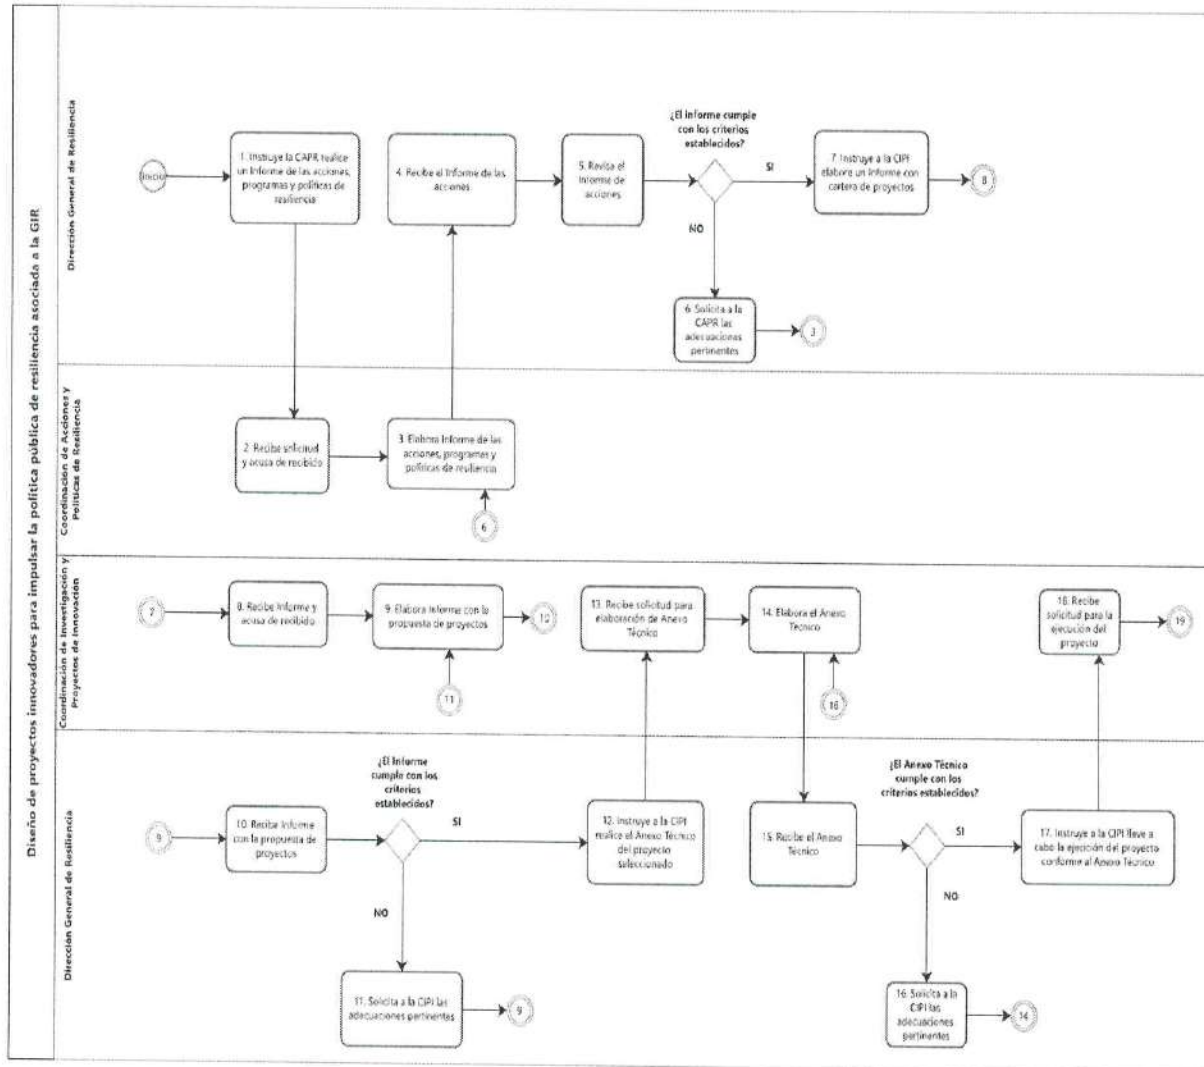 Diseño de proyectos innovadores para impulsar la política pública de resiliencia asociada a la GIR
Dirección General de Resiliencia
INICIO
1. Instruye la CAPR realice
un Informe de las acciones,
programas y políticas de
resiliencia
4. Recibe el Informe de las
acciones
5. Revisa el
Informe de
acciones
¿El Informe cumple
con los criterios
establecidos?
SI
NO
7. Instruye a la CIPI
elabore un Informe con
cartera de proyectos
8
6. Solicita a la
CAPR las
adecuaciones
pertinentes
3
Coordinación de Acciones y
Políticas de Resiliencia
2. Recibe solicitud
y acusa de recibido
3. Elabora Informe de las
acciones, programas y
políticas de resiliencia
6
Coordinación de Investigación y
Proyectos de Innovación
7
8. Recibe Informe y
acusa de recibido
9. Elabora Informe con la
propuesta de proyectos
10
11
13. Recibe solicitud para
elaboración de Anexo
Técnico
14. Elabora el Anexo
Técnico
16
18. Recibe
solicitud para la
ejecución del
proyecto
19
Dirección General de Resiliencia
9
10. Recibe Informe
con la propuesta de
proyectos
¿El Informe
cumple con los
criterios
establecidos?
SI
NO
11. Solicita a la CIPI las
adecuaciones pertinentes
9
12. Instruye a la CIPI
realice el Anexo Técnico
del proyecto
seleccionado
15. Recibe el Anexo
Técnico
¿El Anexo Técnico
cumple con los
criterios establecidos?
SI
NO
16. Solicita a la
CIPI las
adecuaciones
pertinentes
14
17. Instruye a la CIPI lleve a
cabo la ejecución del proyecto
conforme al Anexo Técnico